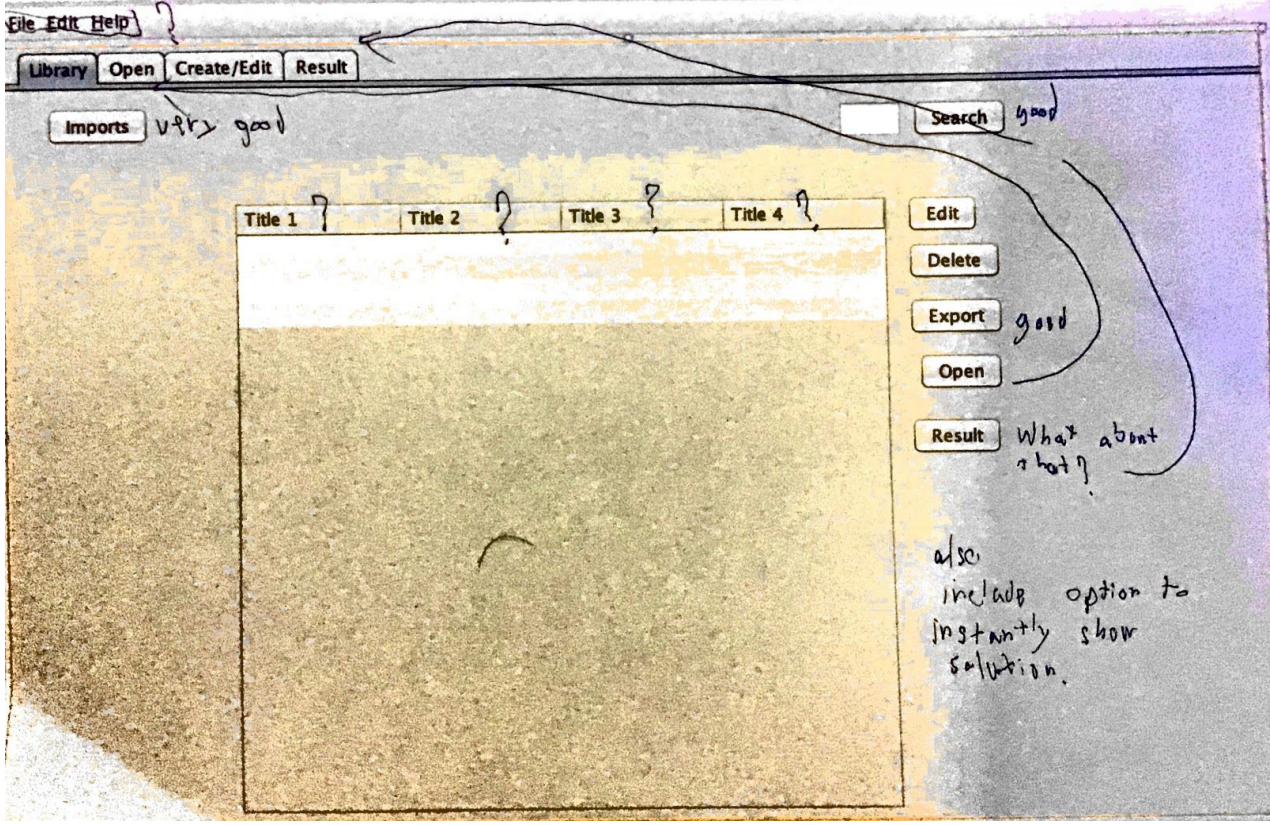 File Edit Help ?
Library Open Create/Edit Result
Imports very good Search good
Title 1 ? Title 2 ? Title 3 ? Title 4 ?
Edit
Delete
Export good
Open
Result What about
that?
also
include option to
instantly show
solution.